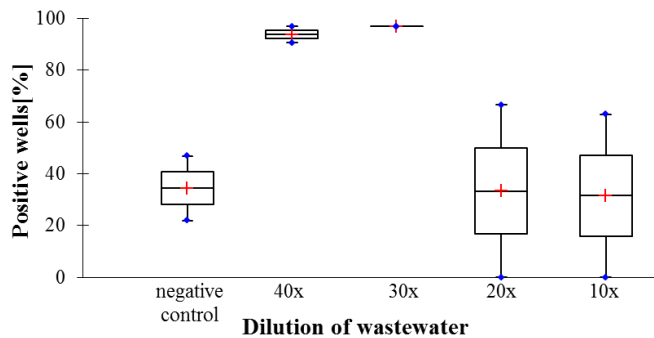 Positive wells[%]
100
80
60
40
20
0
negative
control
40x
30x
20x
10x
Dilution of wastewater